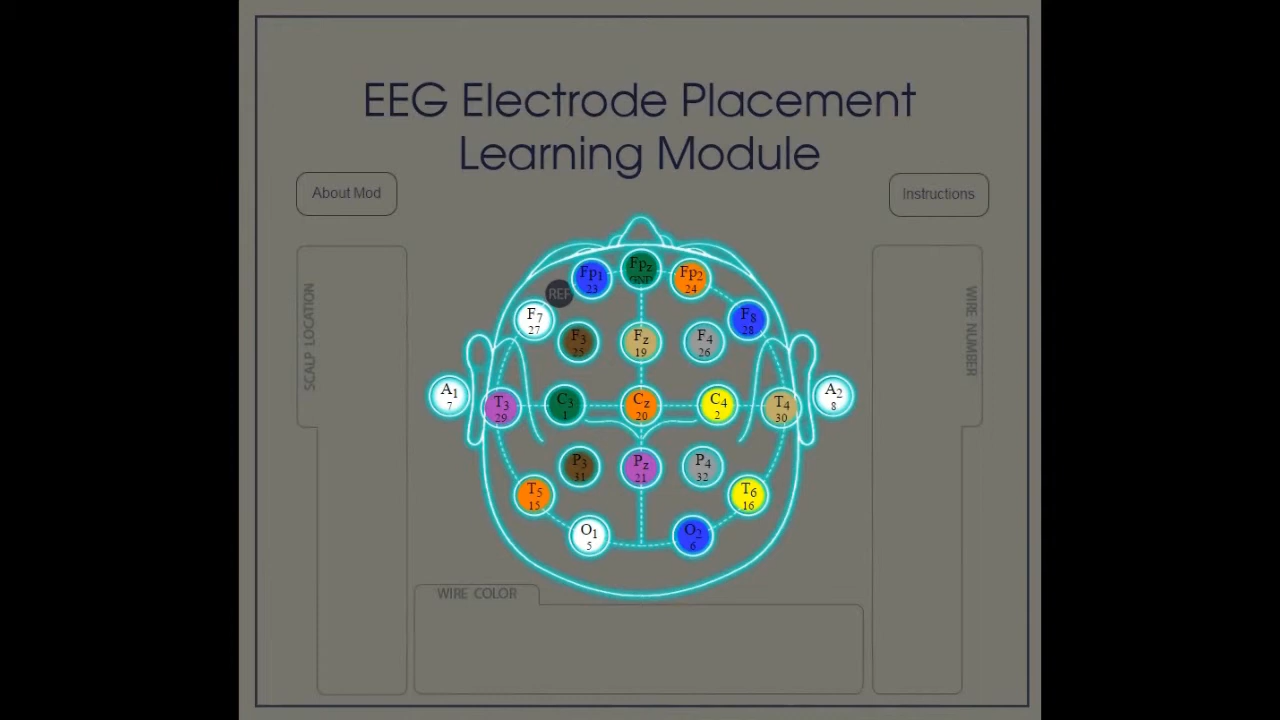 EEG Electrode Placement
Learning Module
About Mod
Instructions
SCALP LOCATION
WIRE NUMBER
Fp1
23
Fpz
GND
Fp2
24
REF
F7
27
F3
25
Fz
19
F4
26
F8
28
A1
7
T3
29
C3
1
Cz
20
C4
2
T4
30
A2
8
P3
31
Pz
21
P4
32
T5
15
T6
16
O1
5
O2
6
WIRE COLOR